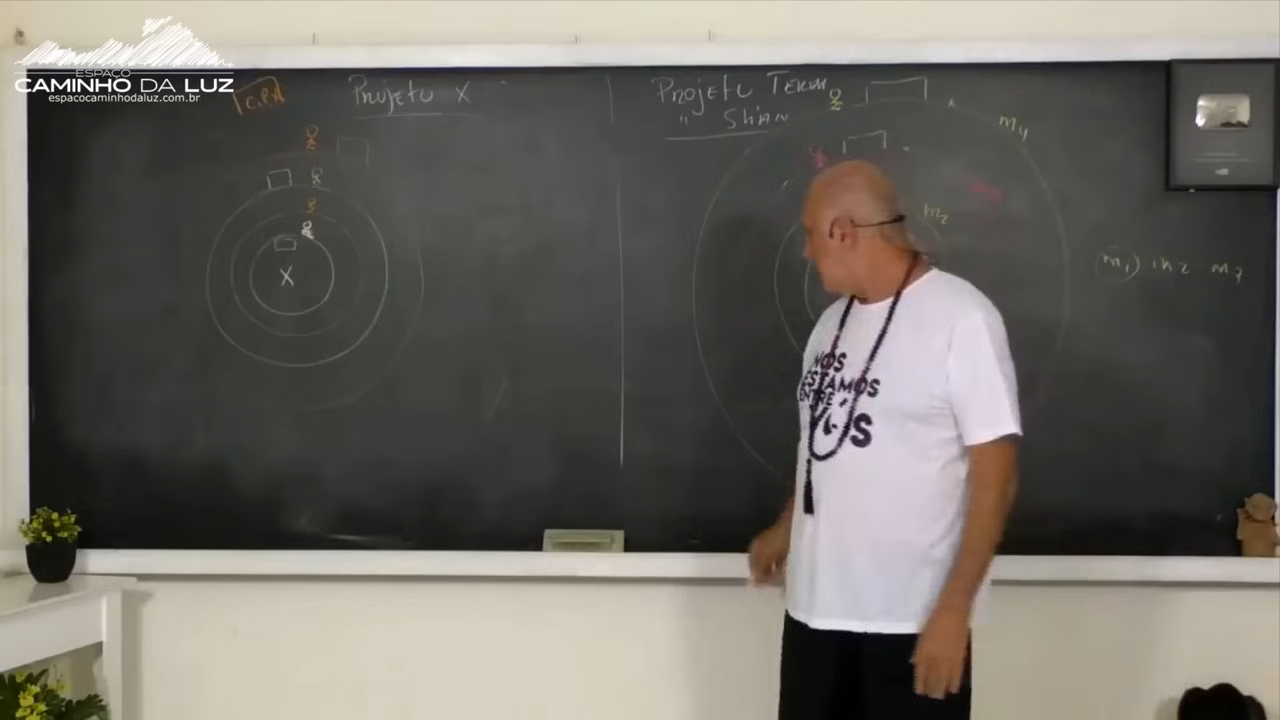 ESPAÇO
CAMINHO DA LUZ
espacocaminhodaluz.com.br
Projeto X
X
Projeto Terra
" Shan
m4
m2
m1) m2 m3
NÓS
ESTAMOS
ENTRE
NÓS